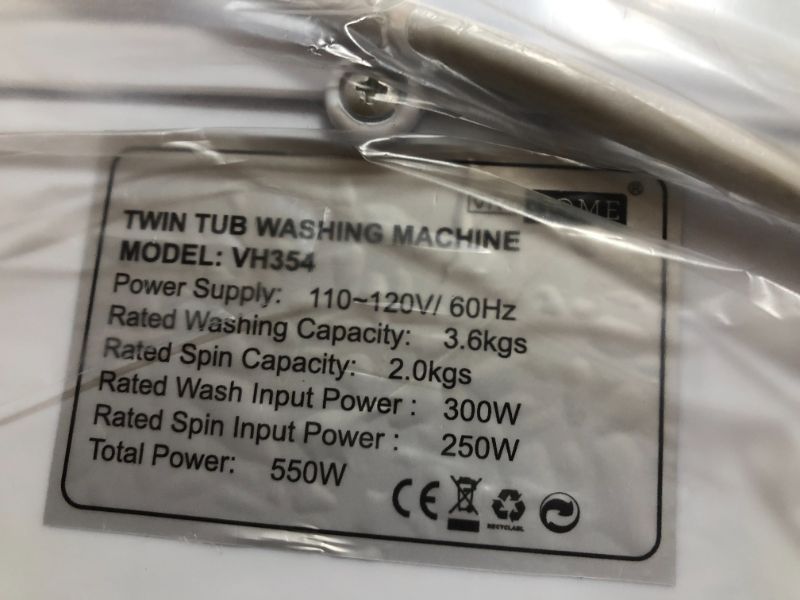 HOME
®
TWIN TUB WASHING MACHINE
MODEL: VH354
Power Supply: 110~120V/ 60Hz
Rated Washing Capacity: 3.6kgs
Rated Spin Capacity: 2.0kgs
Rated Wash Input Power : 300W
Rated Spin Input Power : 250W
Total Power: 550W
CE